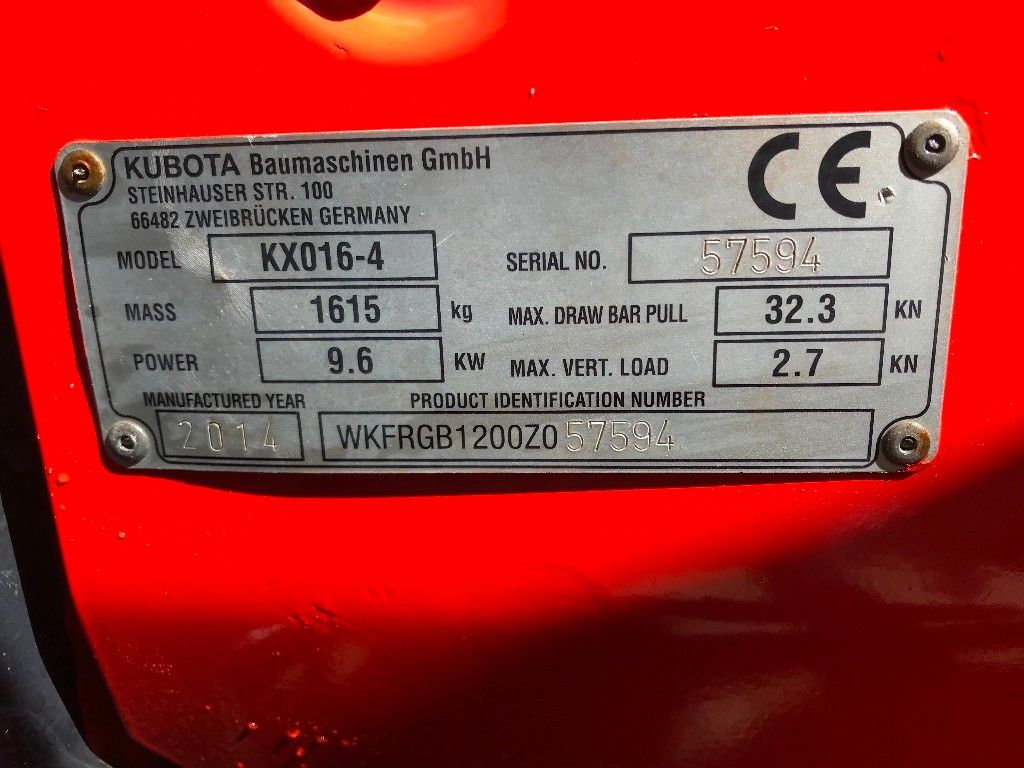 KUBOTA Baumaschinen GmbH
STEINHAUSER STR. 100
66482 ZWEIBRÜCKEN GERMANY
CE
MODEL KX016-4 SERIAL NO. 57594
MASS 1615 kg MAX. DRAW BAR PULL 32.3 KN
POWER 9.6 KW MAX. VERT. LOAD 2.7 KN
MANUFACTURED YEAR PRODUCT IDENTIFICATION NUMBER
2014 WKFRGB1200Z057594